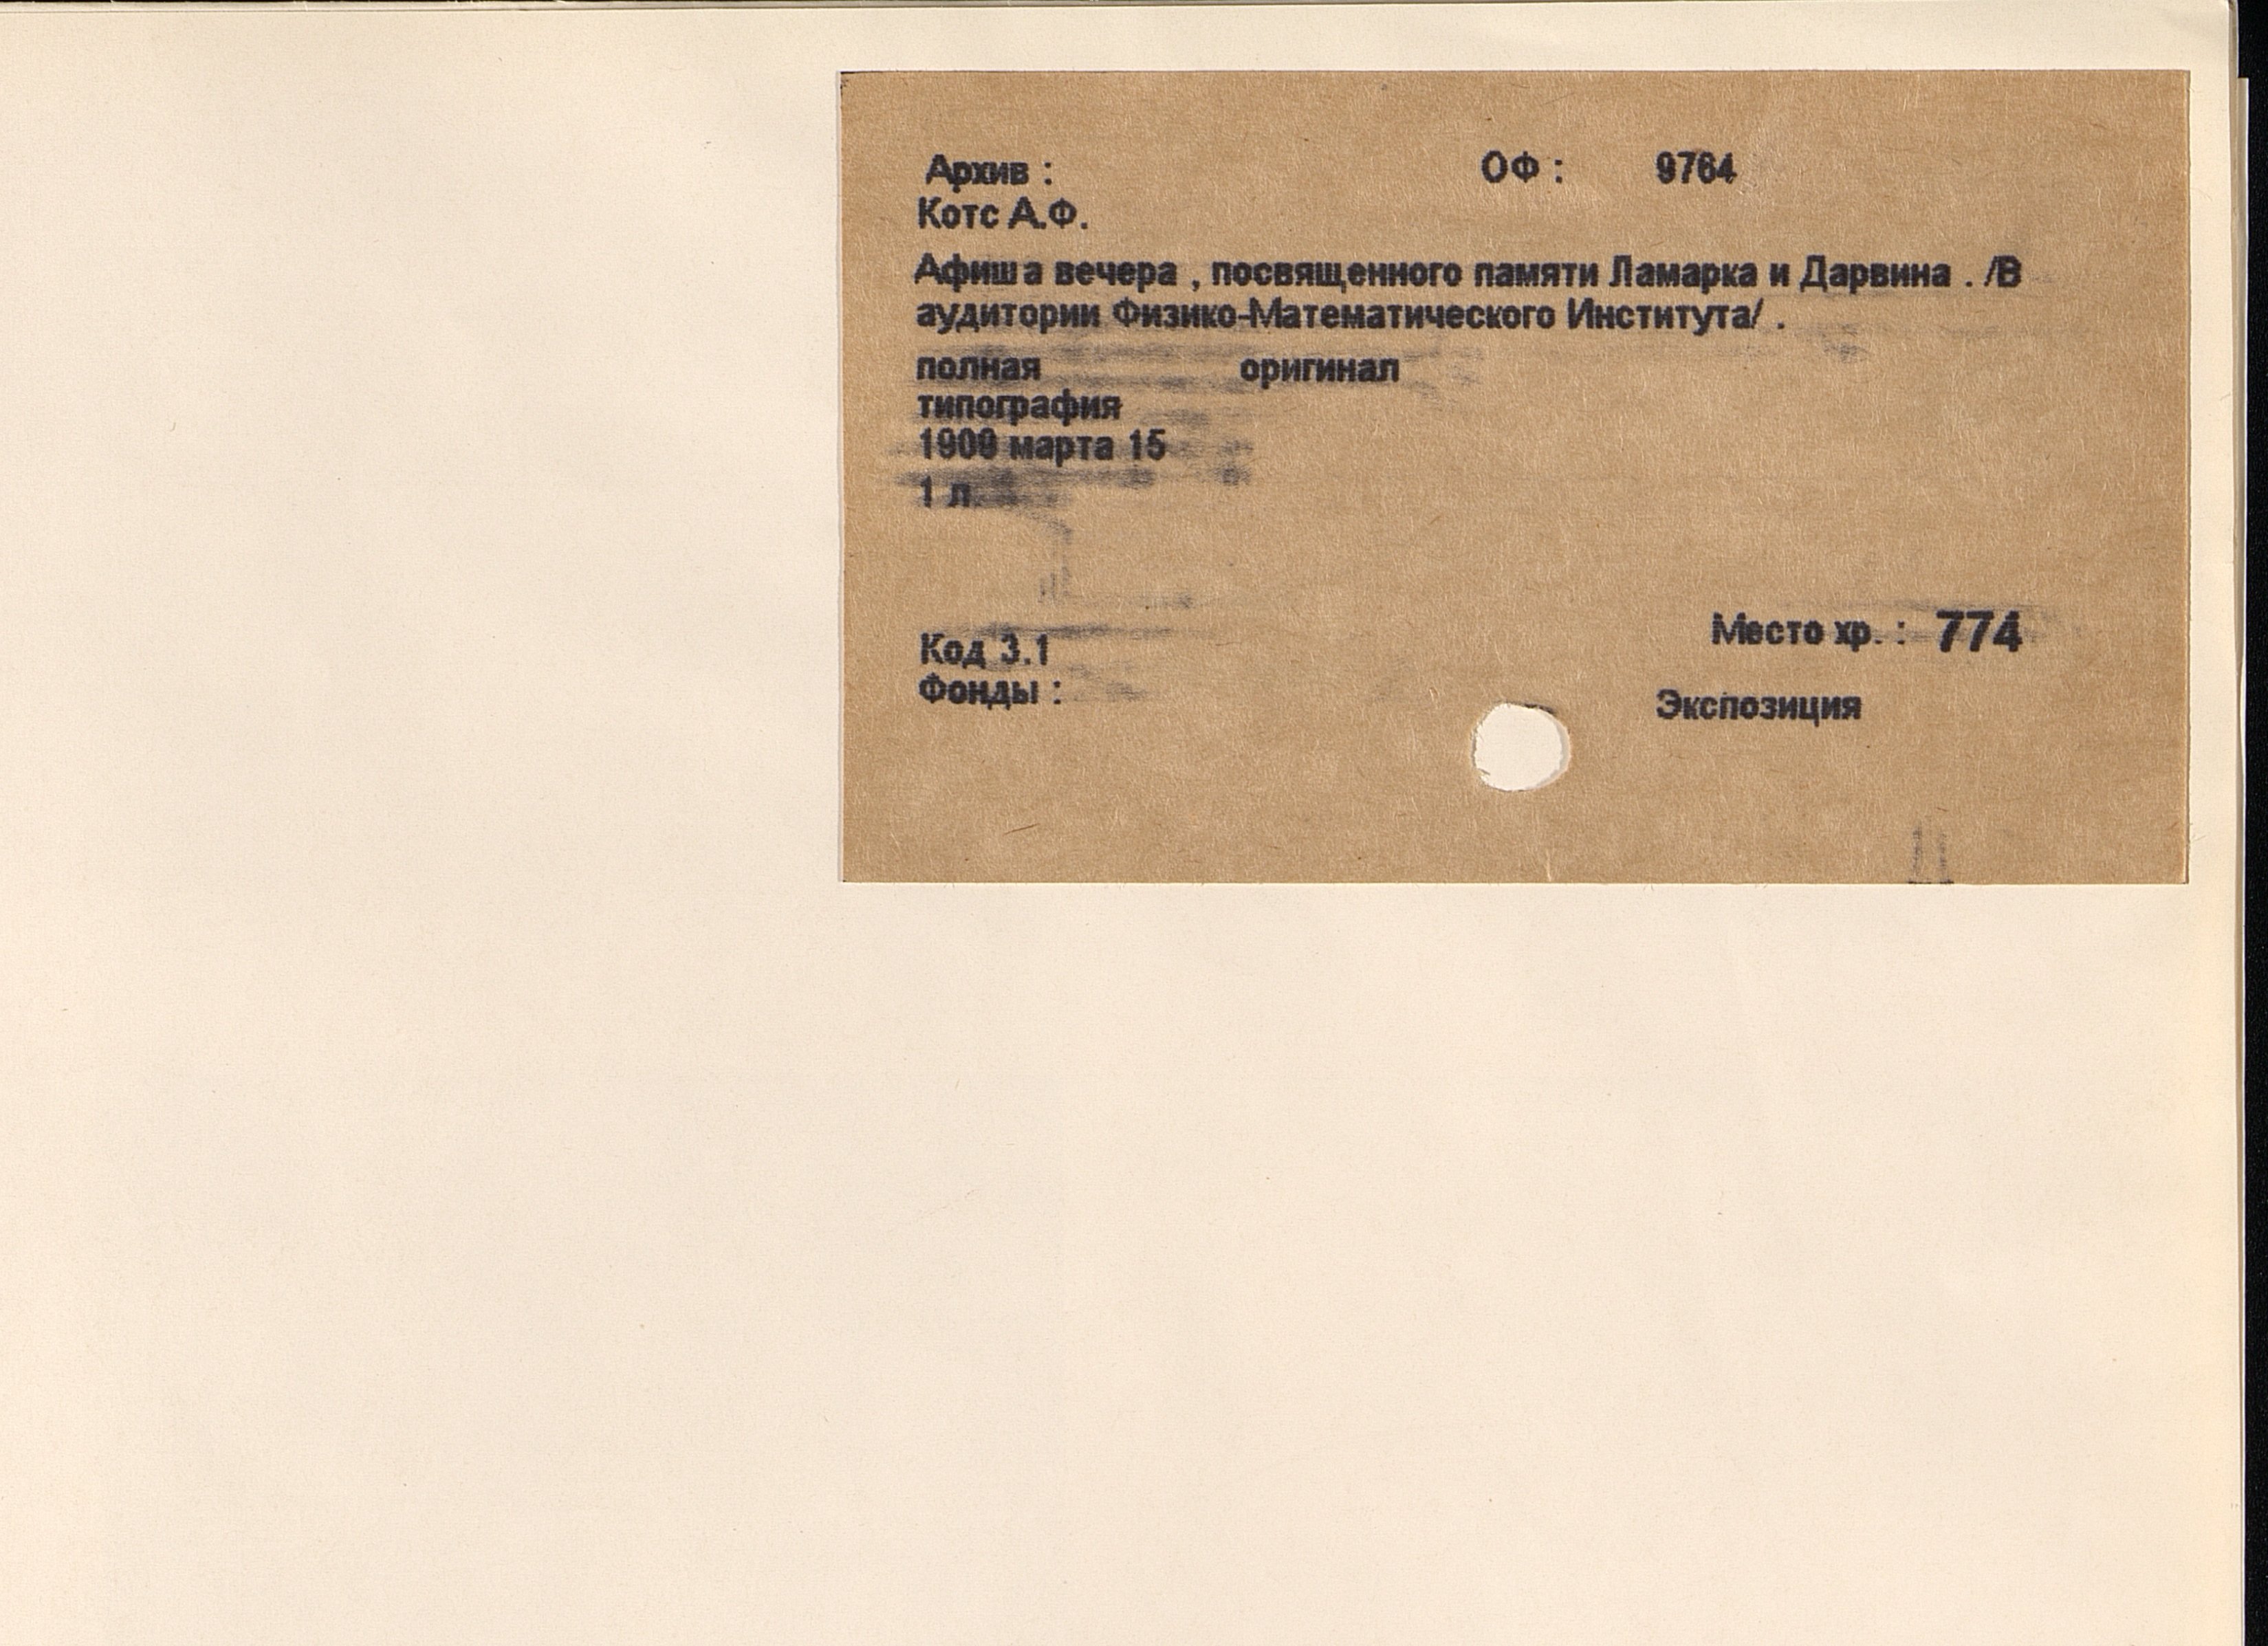 Архив : ОФ : 9764
Котс А.Ф.
Афиша вечера , посвященного памяти Ламарка и Дарвина . /В
аудитории Физико-Математического Института/ .
полная оригинал
типография
1909 марта 15
1 л.
Место хр. : 774
Код 3.1
Фонды :
Экспозиция